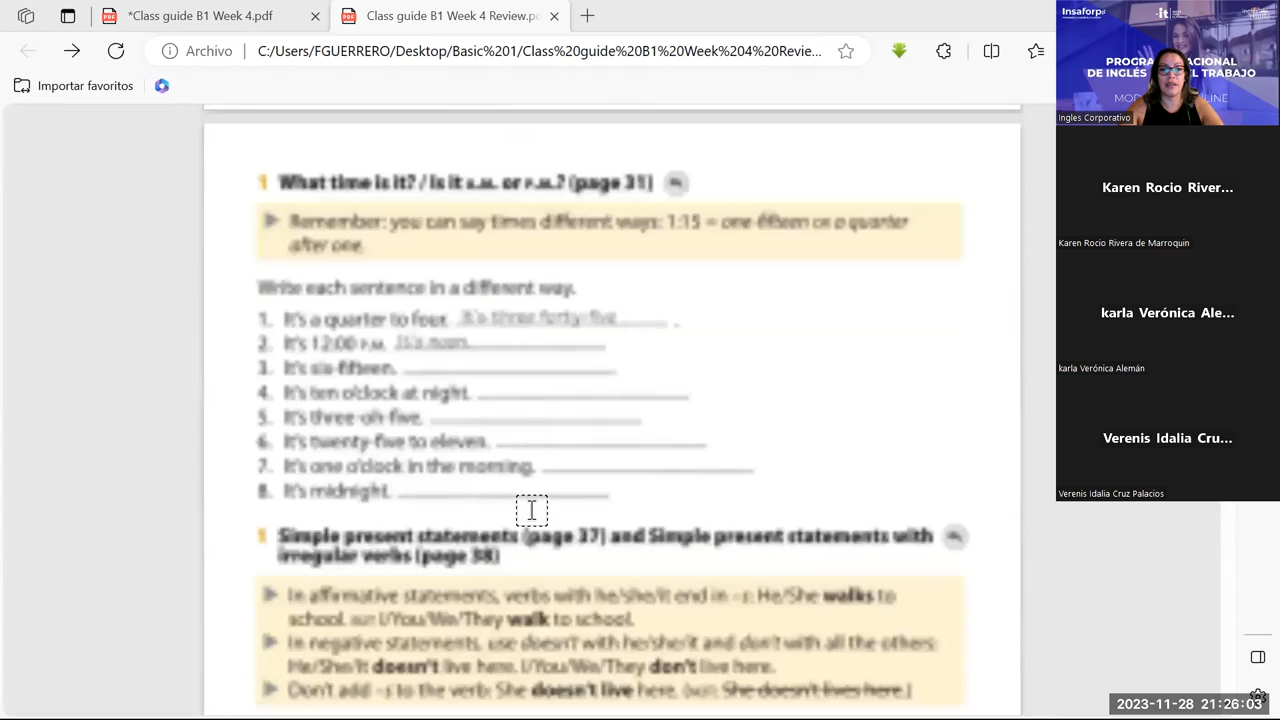 *Class guide B1 Week 4.pdf
Class guide B1 Week 4 Review.pdf
Archivo
C:/Users/FGUERRERO/Desktop/Basic%201/Class%20guide%20B1%20Week%204%20Revie...
Importar favoritos
1 What time is it? / Is it A.M. or P.M.? (page 31)
Remember: you can say times different ways: 1:15 = one fifteen or a quarter
after one.
Write each sentence in a different way.
1. It's a quarter to four. It's three forty-five.
2. It's 12:00 P.M. It's noon.
3. It's six-fifteen.
4. It's ten o'clock at night.
5. It's three-oh-five.
6. It's twenty-five to eleven.
7. It's one o'clock in the morning.
8. It's midnight.
1 Simple present statements (page 37) and Simple present statements with
irregular verbs (page 38)
In affirmative statements, verbs with he/she/it end in –s: He/She walks to
school. BUT I/You/We/They walk to school.
In negative statements, use doesn't with he/she/it and don't with all the others:
He/She/It doesn't live here. I/You/We/They don't live here.
Don't add –s to the verb: She doesn't live here. (NOT: She doesn't lives here.)
Insaforp
PROGRA
ACIONAL
DE INGLÉS
EL TRABAJO
Ingles Corporativo
Karen Rocio River...
Karen Rocio Rivera de Marroquin
karla Verónica Ale...
karla Verónica Alemán
Verenis Idalia Cru...
Verenis Idalia Cruz Palacios
2023-11-28 21:26:03